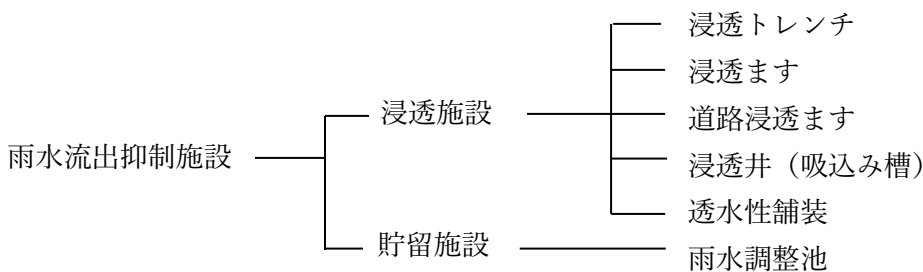 雨水流出抑制施設
浸透施設
浸透トレンチ
浸透ます
道路浸透ます
浸透井（吸込み槽）
透水性舗装
貯留施設
雨水調整池